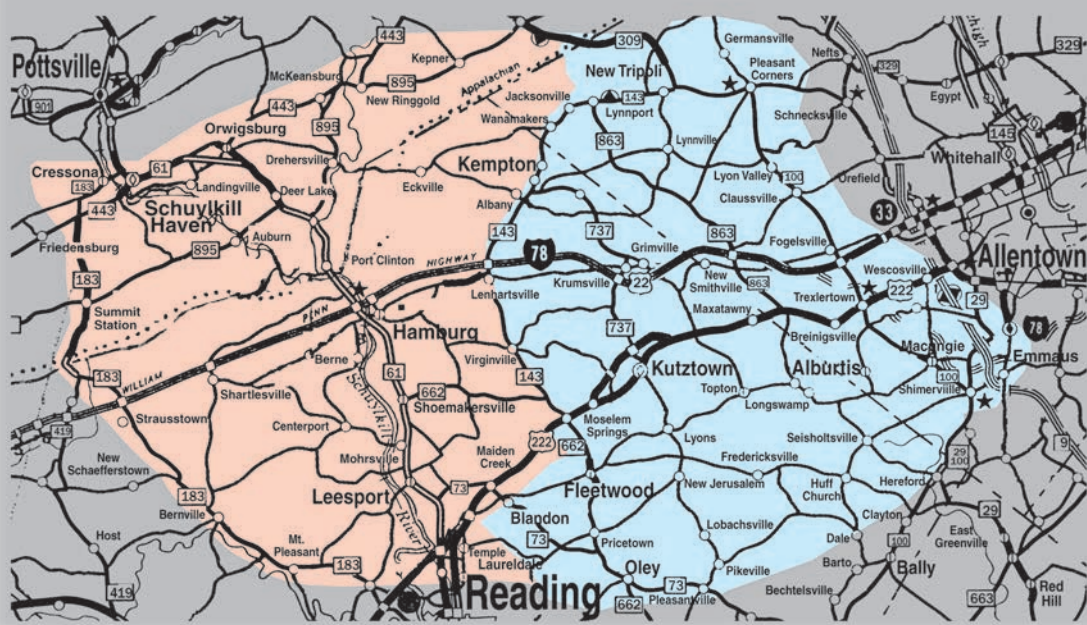 443
309
Germansville
Nefts
329
Kepner
Pottsville
McKeansburg
895
Appalachian
New Tripoli
Pleasant
Corners
329
Egypt
New Ringgold
Jacksonville
143
901
443
Lynnport
Schnecksville
Orwigsburg
895
Wanamakers
863
145
Lynnville
Whitehall
61
Drehersville
Kempton
Cressona
183
Landingville
Eckville
Lyon Valley
100
Orefield
Deer Lake
Claussville
443
Schuylkill
Haven
Albany
33
Friedensburg
895
Auburn
143
737
Grimville
863
Fogelsville
Port Clinton
HIGHWAY
78
Allentown
183
Krumsville
22
New
Smithville
863
Wescosville
222
29
Lenhartsville
Trexlertown
Summit
Station
PENN
Hamburg
737
Maxatawny
Breinigsville
78
Macungie
Emmaus
Berne
Virginville
Kutztown
Alburtis
183
WILLIAM
61
143
100
Shartlesville
662
Topton
Shimerville
Strausstown
Schuylkill
Shoemakersville
Longswamp
419
Centerport
Moselem
Springs
222
662
Lyons
Seisholtsville
9
Maiden
Creek
New
Schaefferstown
Mohrsville
Fredericksville
29
100
73
New Jerusalem
Huff
Church
Hereford
183
Leesport
Fleetwood
Bernville
River
Blandon
Lobachsville
Clayton
29
Host
Mt.
Pleasant
73
Pricetown
Dale
100
East
Greenville
Temple
Laureldale
183
Oley
Pikeville
Barto
Bally
419
Reading
73
Bechtelsville
Red
Hill
662
Pleasantville
663